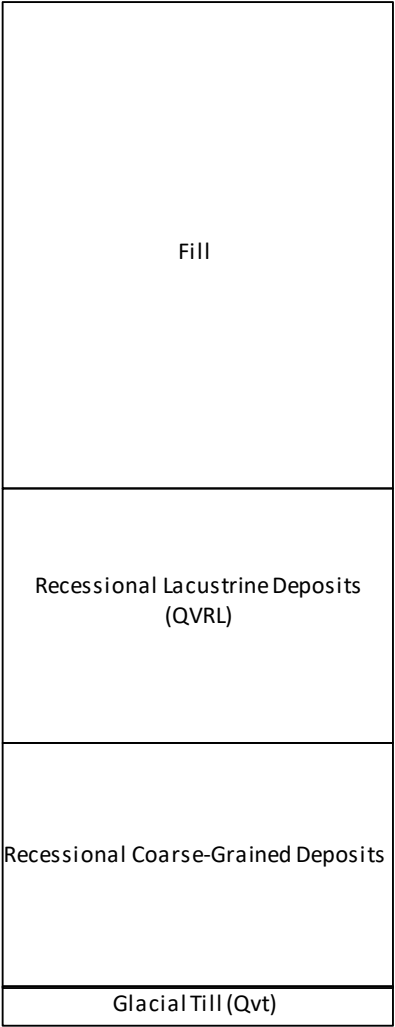 Fill
Recessional Lacustrine Deposits
(QVRL)
Recessional Coarse-Grained Deposits
Glacial Till (Qvt)